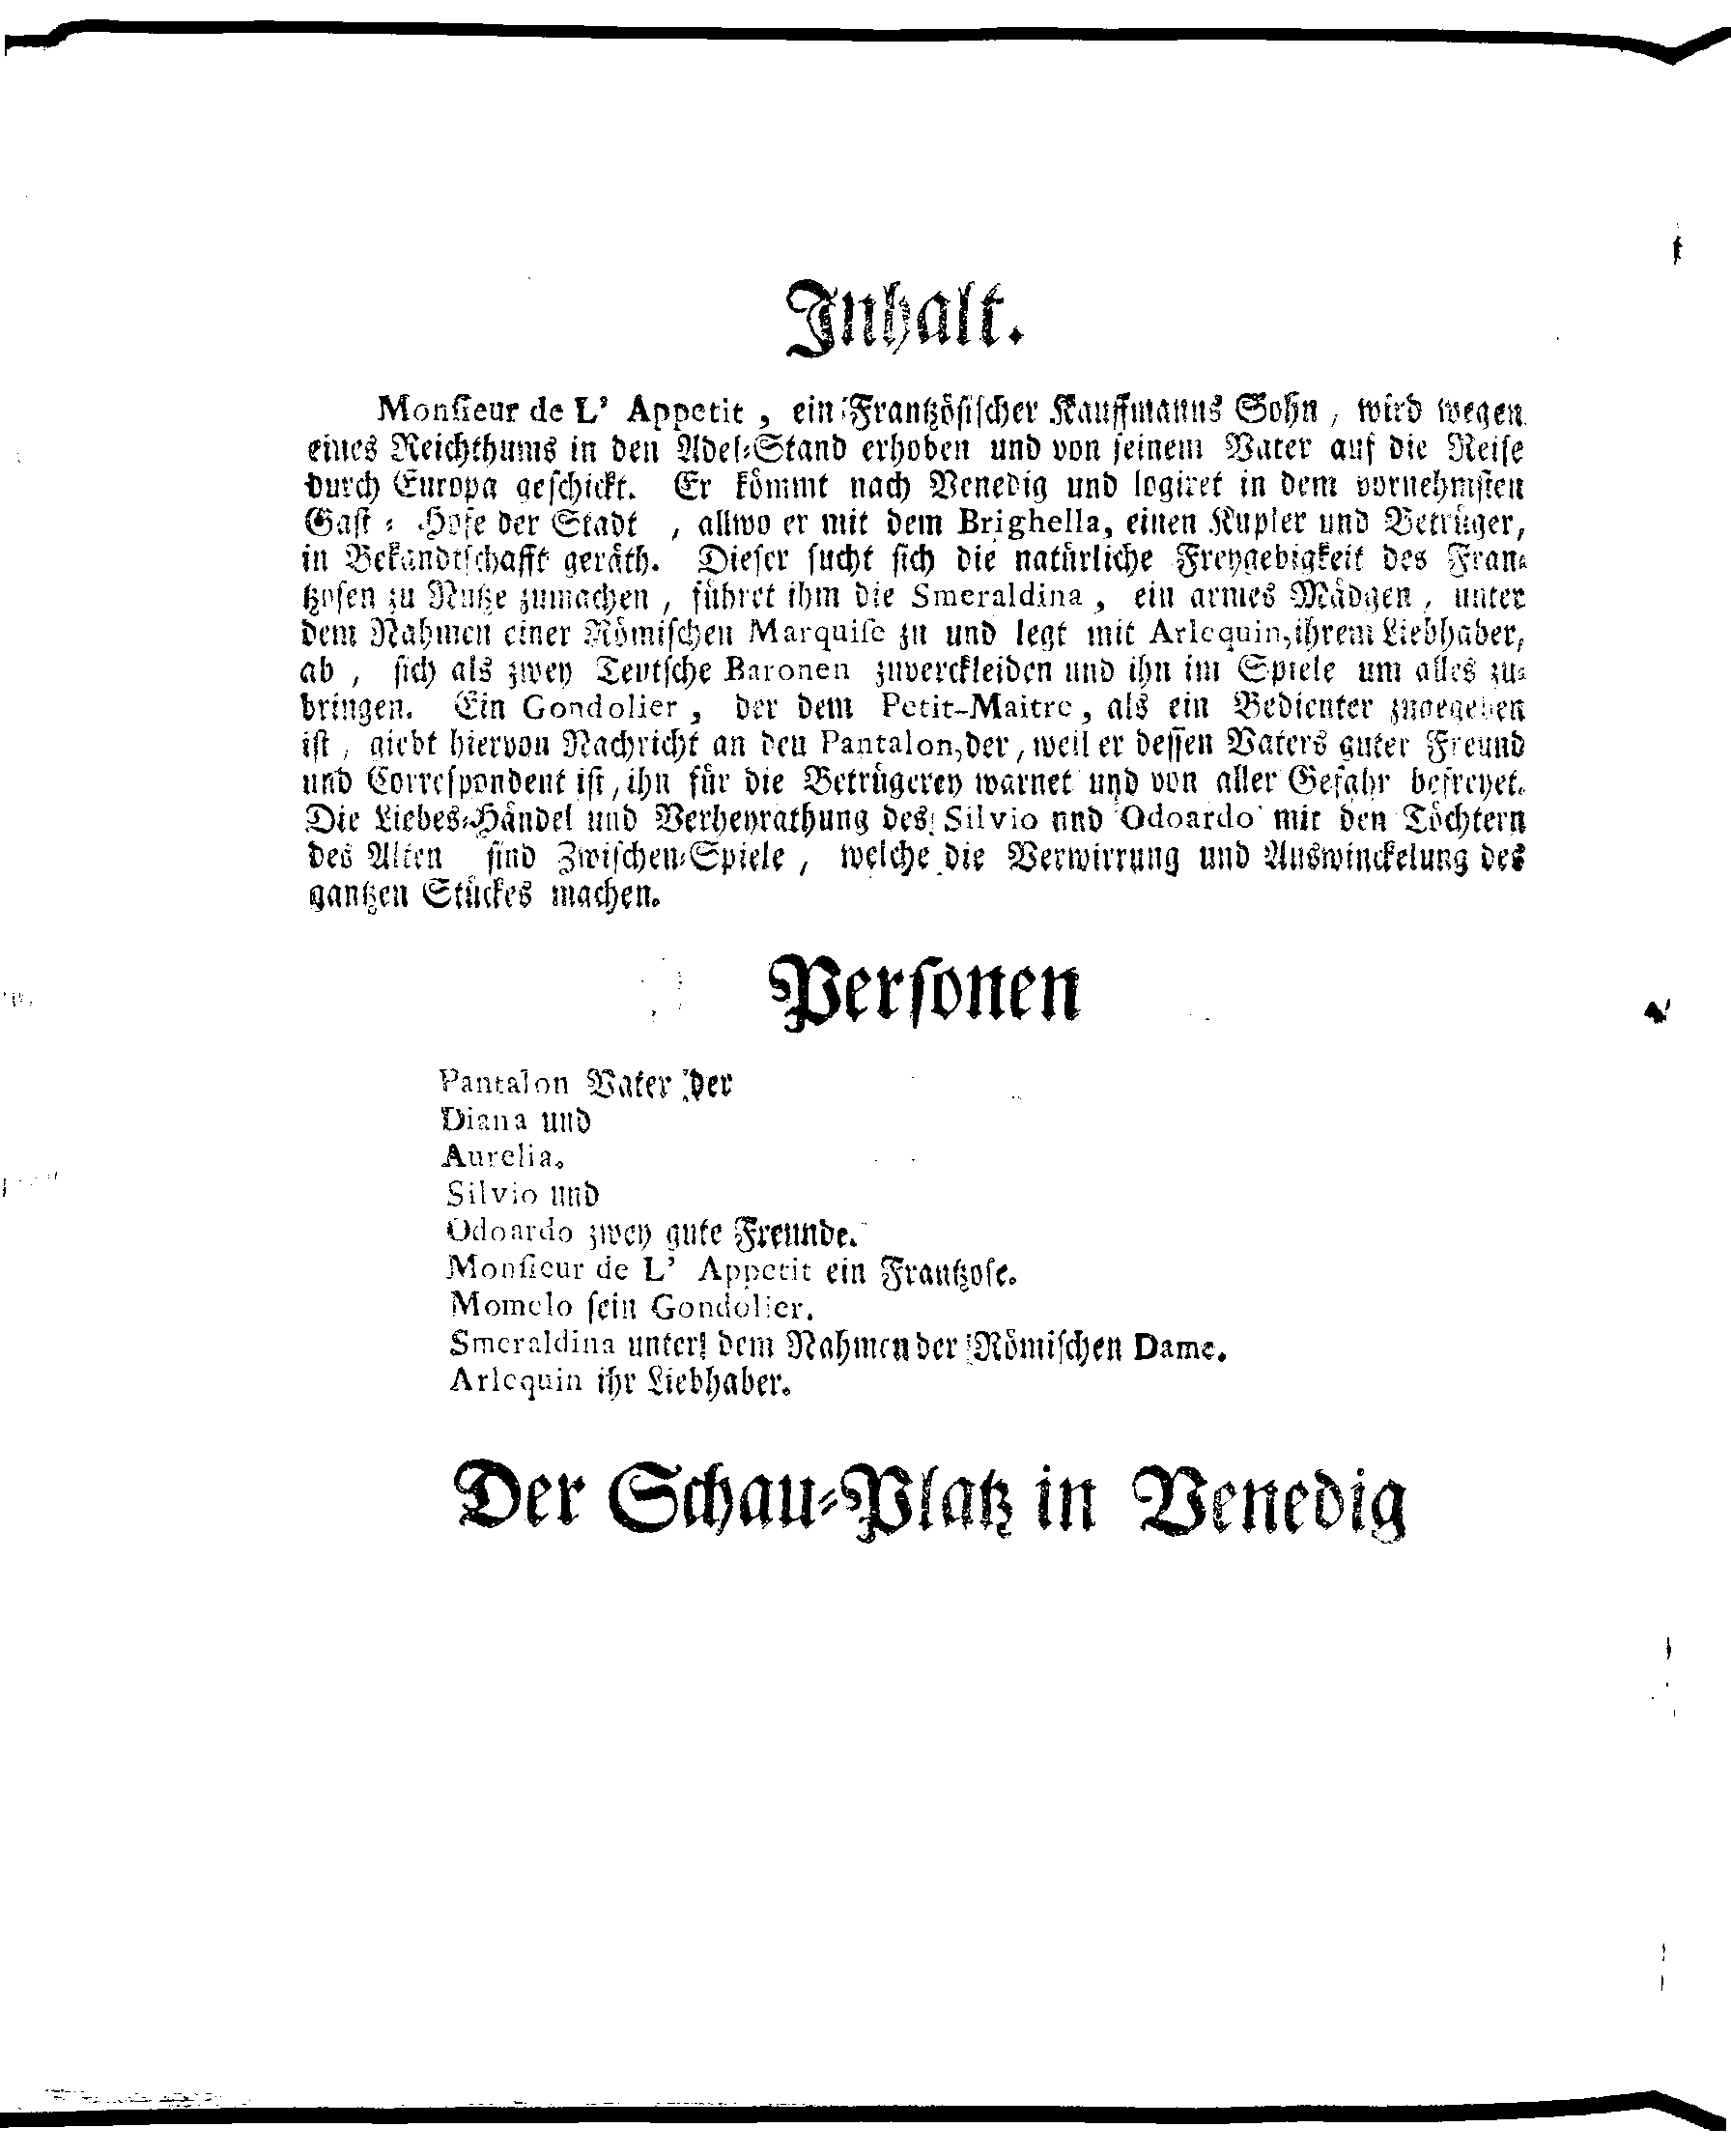 Inhalt.
Monsieur de L' Appetit, ein Frantzösischer Kauffmanns Sohn, wird wegen
eines Reichthums in den Adel-Stand erhoben und von seinem Vater auf die Reise
durch Europa geschickt. Er kömmt nach Venedig und logiret in dem vornehmsten
Gast-Hofe der Stadt, allwo er mit dem Brighella, einen Kupler und Betrüger,
in Bekandtschafft geräth. Dieser sucht sich die natürliche Freygebigkeit des Fran-
tzosen zu Nutze zumachen, führet ihm die Smeraldina, ein armes Mädgen, unter
dem Nahmen einer Römischen Marquise zu und legt mit Arlequin, ihrem Liebhaber,
ab, sich als zwey Teutsche Baronen zuverckleiden und ihn im Spiele um alles zu-
bringen. Ein Gondolier, der dem Petit-Maitre, als ein Bedienter zugegeben
ist, giebt hiervon Nachricht an den Pantalon, der, weil er dessen Vaters guter Freund
und Correspondent ist, ihn für die Betrügerey warnet und von aller Gefahr befreyet.
Die Liebes-Händel und Verheyrathung des Silvio und Odoardo mit den Töchtern
des Alten sind Zwischen-Spiele, welche die Verwirrung und Auswinckelung des
gantzen Stückes machen.
Personen
Pantalon Vater der
Diana und
Aurelia.
Silvio und
Odoardo zwey gute Freunde.
Monsieur de L' Appetit ein Frantzose.
Momolo sein Gondolier.
Smeraldina unter dem Nahmen der Römischen Dame.
Arlequin ihr Liebhaber.
Der Schau-Platz in Venedig